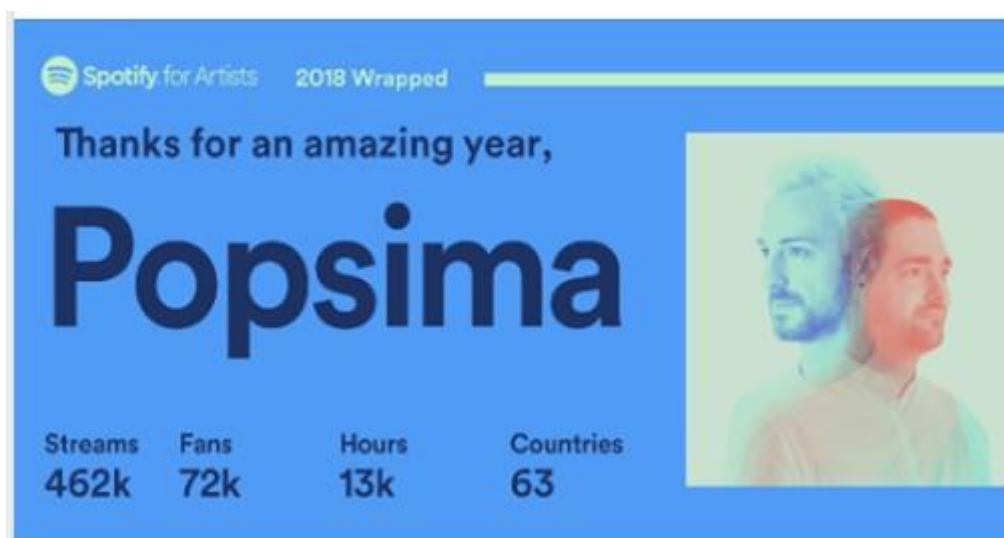 Spotify for Artists 2018 Wrapped
Thanks for an amazing year,
Popsima
Streams Fans Hours Countries
462k 72k 13k 63